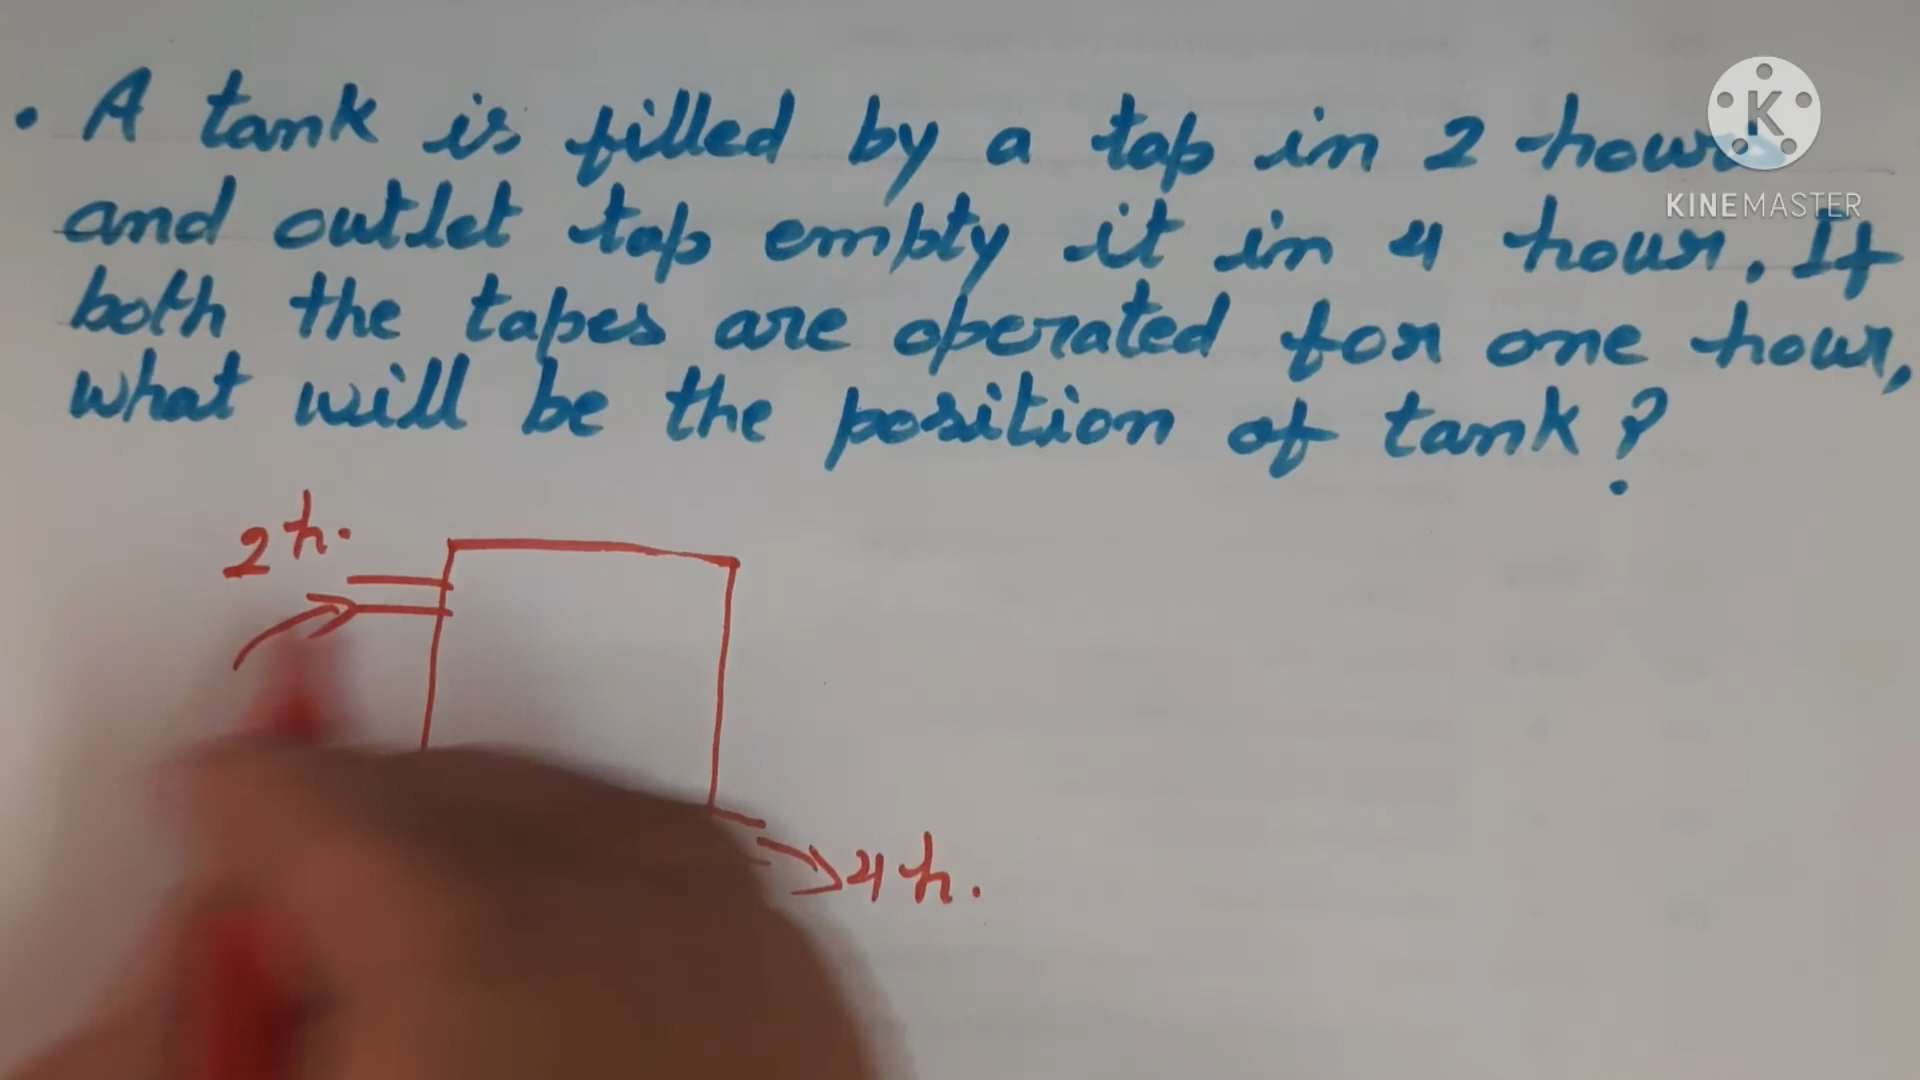 • A tank is filled by a tap in 2 hours
and outlet tap empty it in 4 hour. If
both the tapes are operated for one hour,
what will be the position of tank?
K
KINEMASTER
2 h.
4 h.